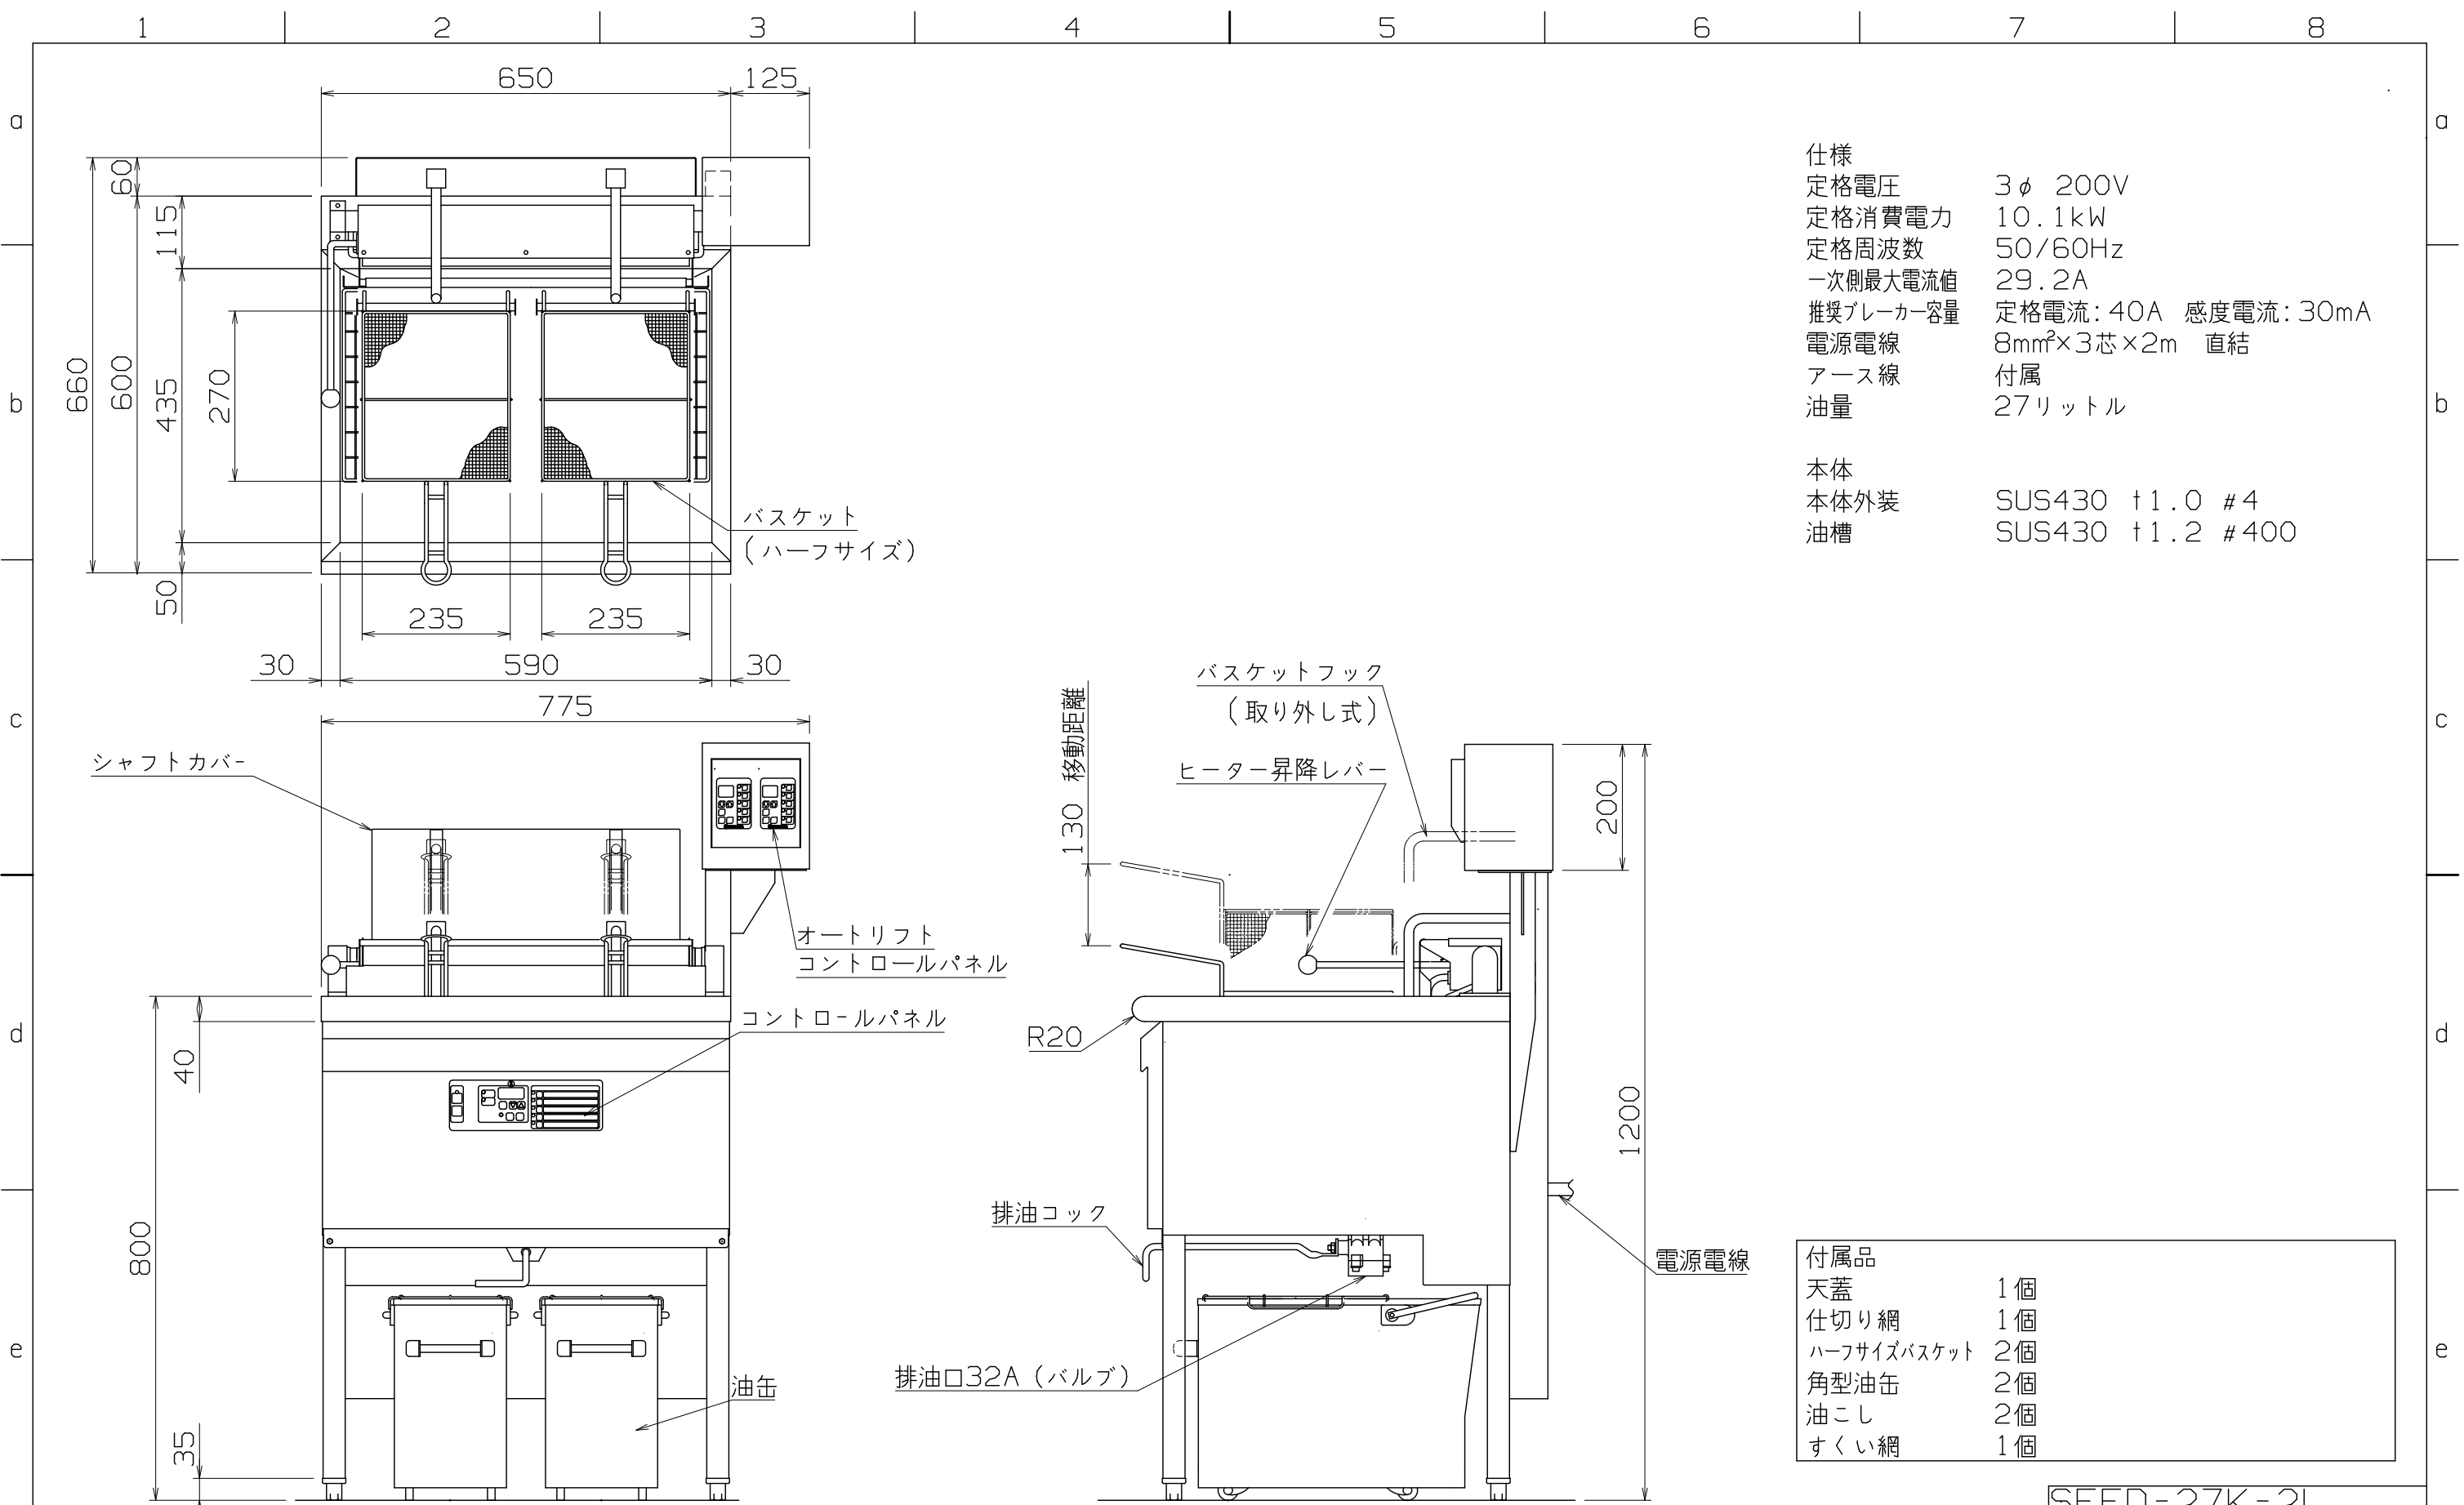 1 2 3 4 5 6 7 8
a a
b b
c c
d d
e e
650 125
60
115
660
600
435
270
50
バスケット
(ハーフサイズ)
235 235
30 590 30
775
シャフトカバー
オートリフト
コントロールパネル
コントロールパネル
40
800
35
油缶
バスケットフック
(取り外し式)
ヒーター昇降レバー
130 移動距離
200
1200
R20
排油コック
排油口32A(バルブ)
電源電線
仕様
定格電圧 3φ 200V
定格消費電力 10.1kW
定格周波数 50/60Hz
一次側最大電流値 29.2A
推奨ブレーカー容量 定格電流:40A 感度電流:30mA
電源電線 8mm²×3芯×2m 直結
アース線 付属
油量 27リットル
本体
本体外装 SUS430 t1.0 #4
油槽 SUS430 t1.2 #400
付属品
天蓋 1個
仕切り網 1個
ハーフサイズバスケット 2個
角型油缶 2個
油こし 2個
すくい網 1個